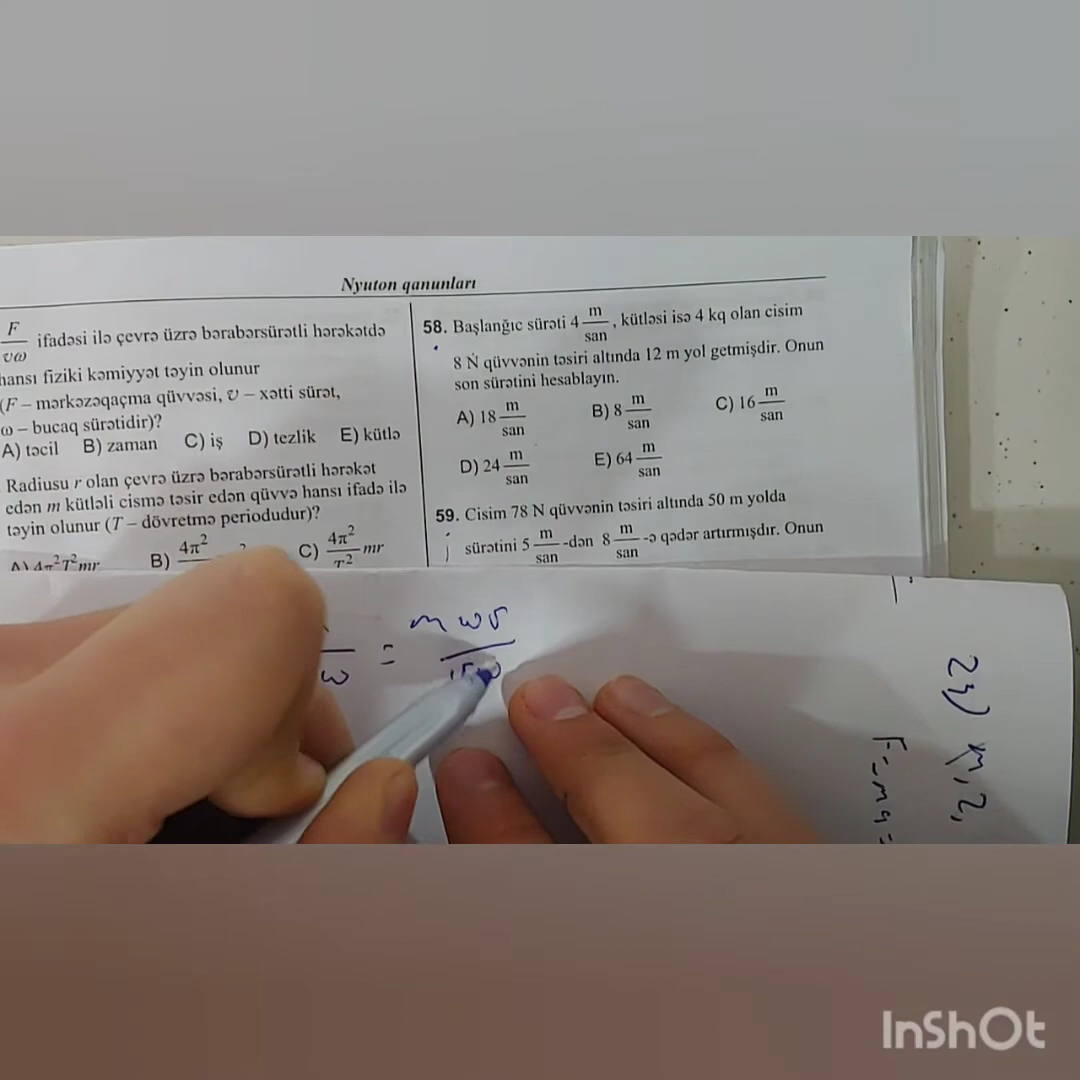 Nyuton qanunları
F/υω ifadəsi ilə çevrə üzrə bərabərsürətli hərəkətdə
hansı fiziki kəmiyyət təyin olunur
(F – mərkəzəqaçma qüvvəsi, υ – xətti sürət,
ω – bucaq sürətidir)?
A) təcil B) zaman C) iş D) tezlik E) kütlə
Radiusu r olan çevrə üzrə bərabərsürətli hərəkət
edən m kütləli cismə təsir edən qüvvə hansı ifadə ilə
təyin olunur (T – dövretmə periodudur)?
A) 4π²T²mr B) 4π² C) 4π²/T² mr
58. Başlanğıc sürəti 4 m/san, kütləsi isə 4 kq olan cisim
8 N qüvvənin təsiri altında 12 m yol getmişdir. Onun
son sürətini hesablayın.
A) 18 m/san B) 8 m/san C) 16 m/san
D) 24 m/san E) 64 m/san
59. Cisim 78 N qüvvənin təsiri altında 50 m yolda
sürətini 5 m/san-dən 8 m/san-ə qədər artırmışdır. Onun
ω = mωυ/υω
F=ma=
InShOt